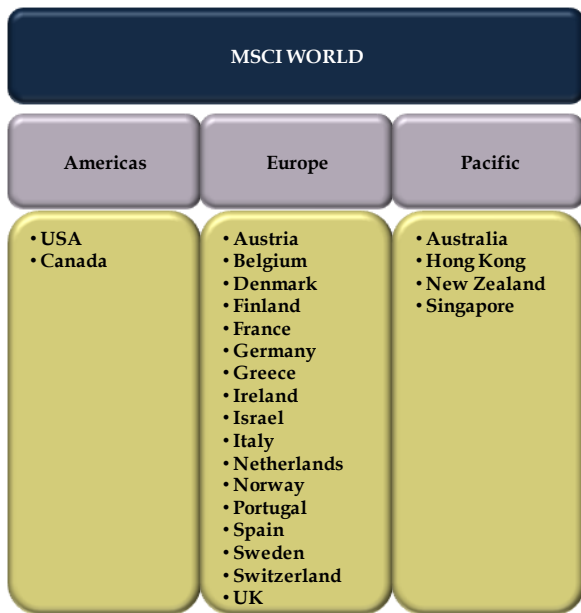 MSCI WORLD
Americas
Europe
Pacific
• USA
• Canada
• Austria
• Belgium
• Denmark
• Finland
• France
• Germany
• Greece
• Ireland
• Israel
• Italy
• Netherlands
• Norway
• Portugal
• Spain
• Sweden
• Switzerland
• UK
• Australia
• Hong Kong
• New Zealand
• Singapore